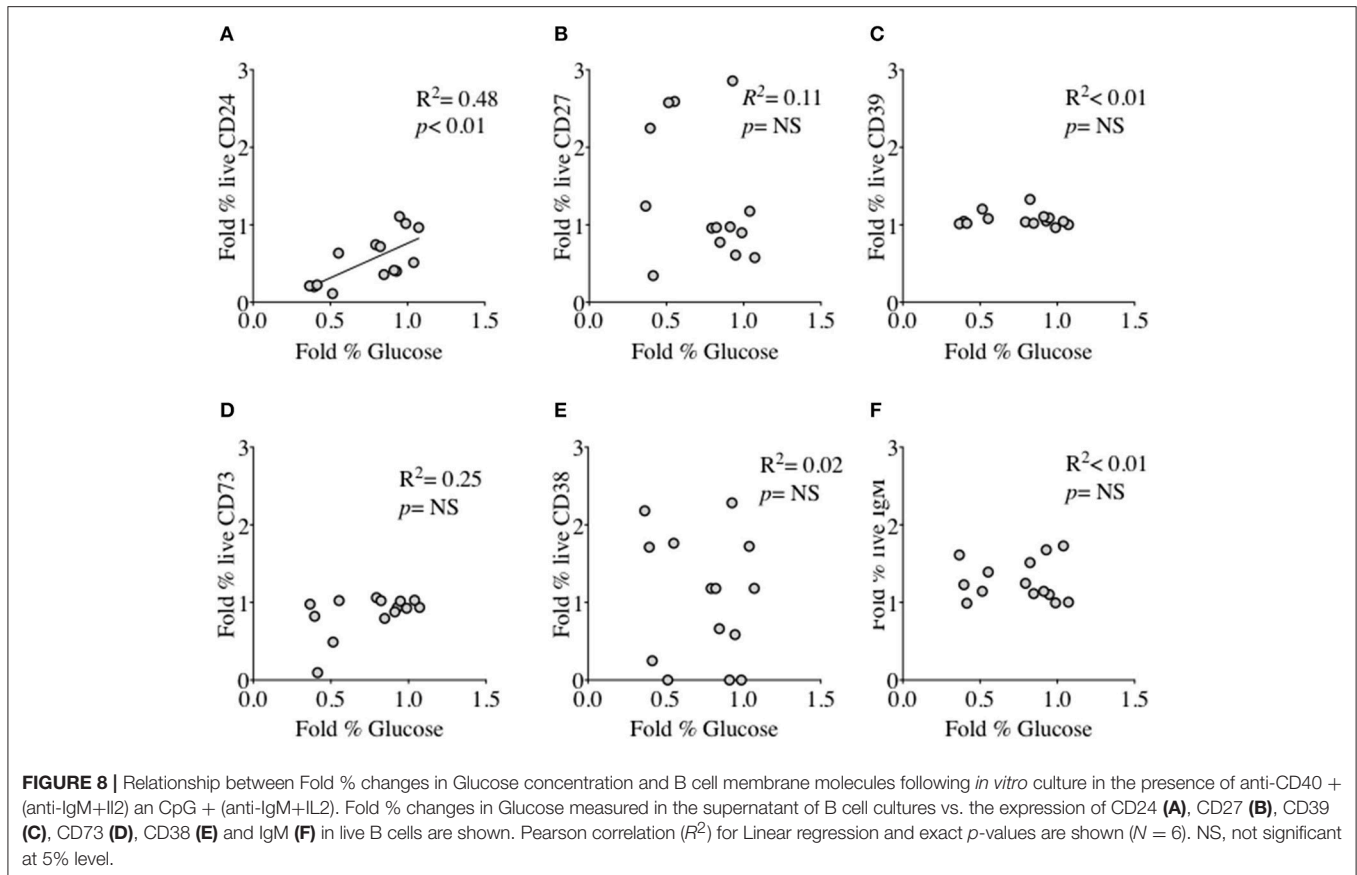 A
Fold % live CD24
3
2
1
0
R²= 0.48
p< 0.01
0.0 0.5 1.0 1.5
Fold % Glucose
B
Fold % live CD27
3
2
1
0
R²= 0.11
p= NS
0.0 0.5 1.0 1.5
Fold % Glucose
C
Fold % live CD39
3
2
1
0
R²< 0.01
p= NS
0.0 0.5 1.0 1.5
Fold % Glucose
D
Fold % live CD73
3
2
1
0
R²= 0.25
p= NS
0.0 0.5 1.0 1.5
Fold % Glucose
E
Fold % live CD38
3
2
1
0
R²= 0.02
p= NS
0.0 0.5 1.0 1.5
Fold % Glucose
F
Fold % live IgM
3
2
1
0
R²< 0.01
p= NS
0.0 0.5 1.0 1.5
Fold % Glucose
FIGURE 8 | Relationship between Fold % changes in Glucose concentration and B cell membrane molecules following in vitro culture in the presence of anti-CD40 +
(anti-IgM+Il2) an CpG + (anti-IgM+IL2). Fold % changes in Glucose measured in the supernatant of B cell cultures vs. the expression of CD24 (A), CD27 (B), CD39
(C), CD73 (D), CD38 (E) and IgM (F) in live B cells are shown. Pearson correlation (R²) for Linear regression and exact p-values are shown (N = 6). NS, not significant
at 5% level.